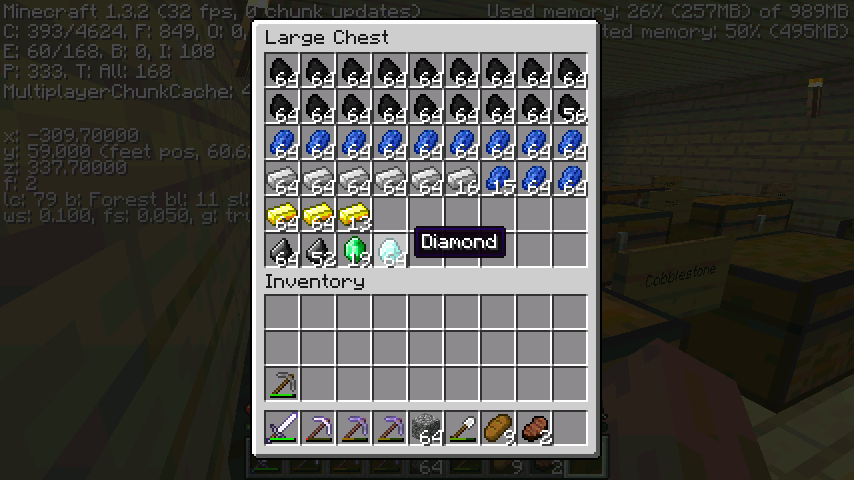 Minecraft 1.3.2 (32 fps, 0 chunk updates)
Used memory: 26% (257MB) of 989MB
C: 393/4624, F: 849, O: 0,
ted memory: 50% (495MB)
E: 60/168, B: 0, I: 108
P: 333, T: All: 168
MultiplayerChunkCache: 4
x: -309.70000
y: 59.000 (feet pos, 60.6
z: 337.70000
f: 2
lc: 79 b: Forest bl: 11 sl:
ws: 0.100, fs: 0.050, g: tru
Large Chest
64 64 64 64 64 64 64 64 64
64 64 64 64 64 64 64 64 56
64 64 64 64 64 64 64 64 64
64 64 64 64 64 16 15 64 64
64 64 13
64 52 19 64
Diamond
Cobblestone
Inventory
64 9 2
64 9 2